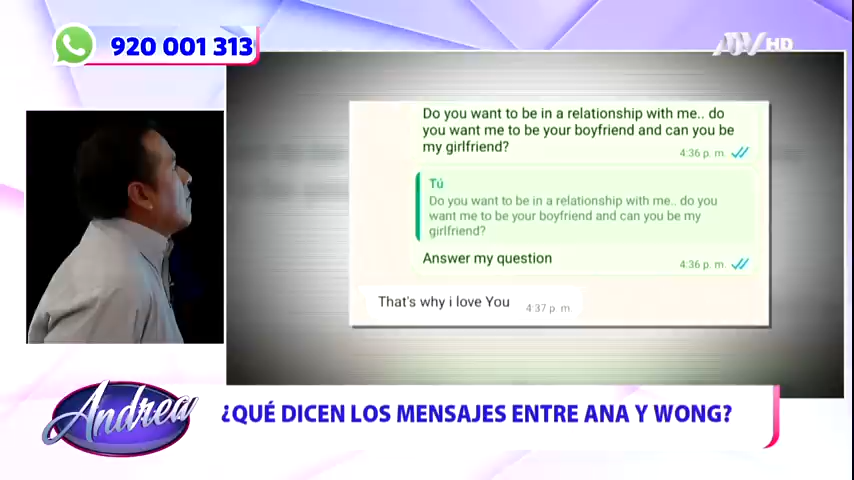 920 001 313
ATV HD
Do you want to be in a relationship with me.. do
you want me to be your boyfriend and can you be
my girlfriend?
4:36 p. m.
Tú
Do you want to be in a relationship with me.. do you
want me to be your boyfriend and can you be my
girlfriend?
Answer my question
4:36 p. m.
That's why i love You
4:37 p. m.
Andrea
¿QUÉ DICEN LOS MENSAJES ENTRE ANA Y WONG?